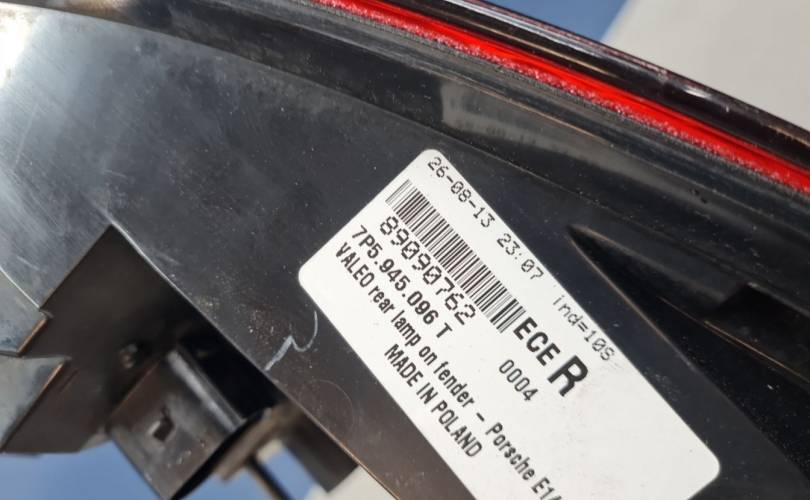 26-08-13 23:07 ind=108
89090762
7P5.945.096 T
ECE R
0004
VALEO rear lamp on fender - Porsche E1/
MADE IN POLAND